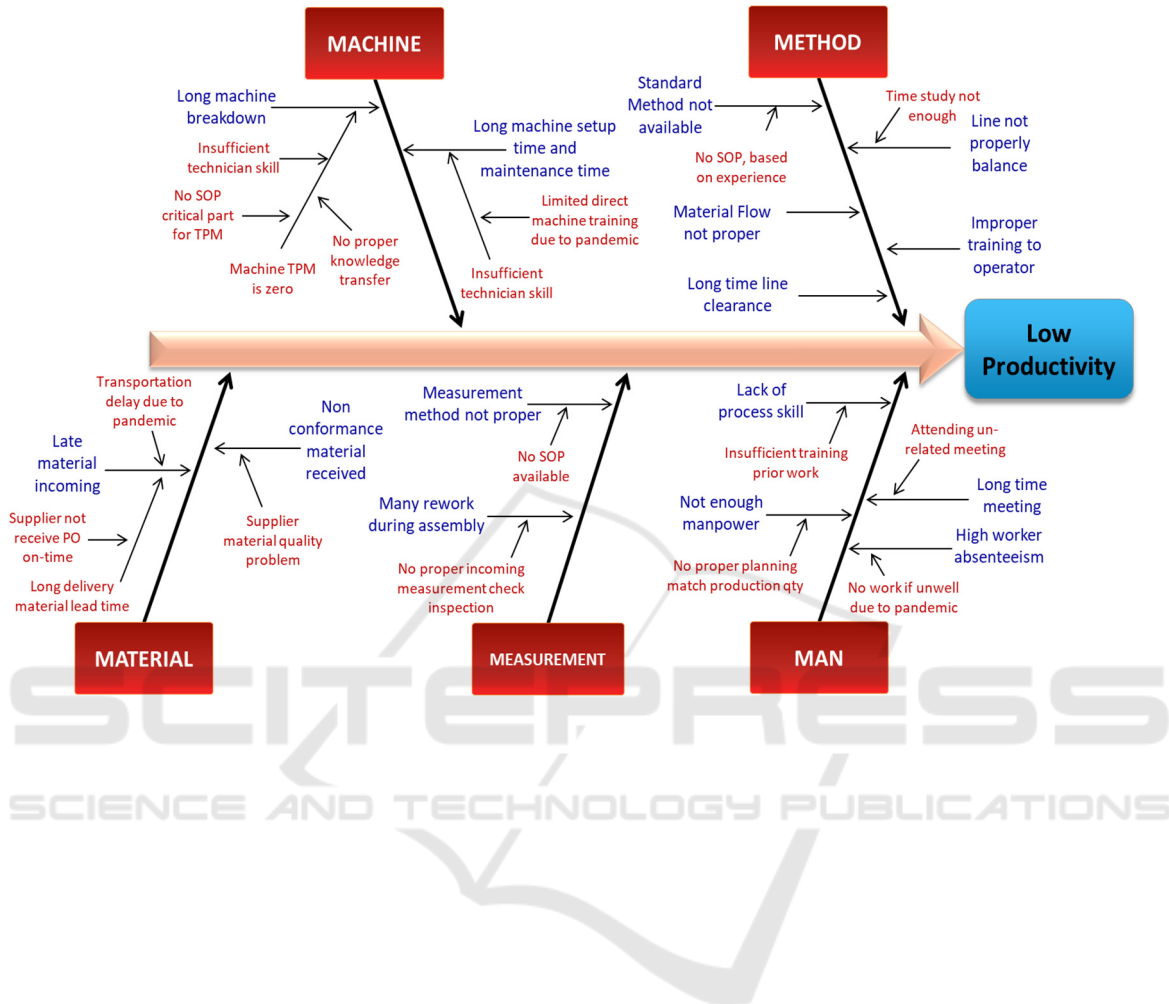 MACHINE
Long machine
breakdown
Insufficient
technician skill
No SOP
critical part
for TPM
Machine TPM
is zero
No proper
knowledge
transfer
Long machine setup
time and
maintenance time
Limited direct
machine training
due to pandemic
Insufficient
technician skill
METHOD
Standard
Method not
available
No SOP, based
on experience
Time study not
enough
Line not
properly
balance
Material Flow
not proper
Improper
training to
operator
Long time line
clearance
Low
Productivity
Transportation
delay due to
pandemic
Late
material
incoming
Supplier not
receive PO
on-time
Long delivery
material lead time
Non
conformance
material
received
Supplier
material quality
problem
MATERIAL
Measurement
method not proper
No SOP
available
Many rework
during assembly
No proper incoming
measurement check
inspection
MEASUREMENT
Lack of
process skill
Insufficient training
prior work
Attending un-
related meeting
Long time
meeting
Not enough
manpower
No proper planning
match production qty
High worker
absenteeism
No work if unwell
due to pandemic
MAN
SCITEPRESS
SCIENCE AND TECHNOLOGY PUBLICATIONS